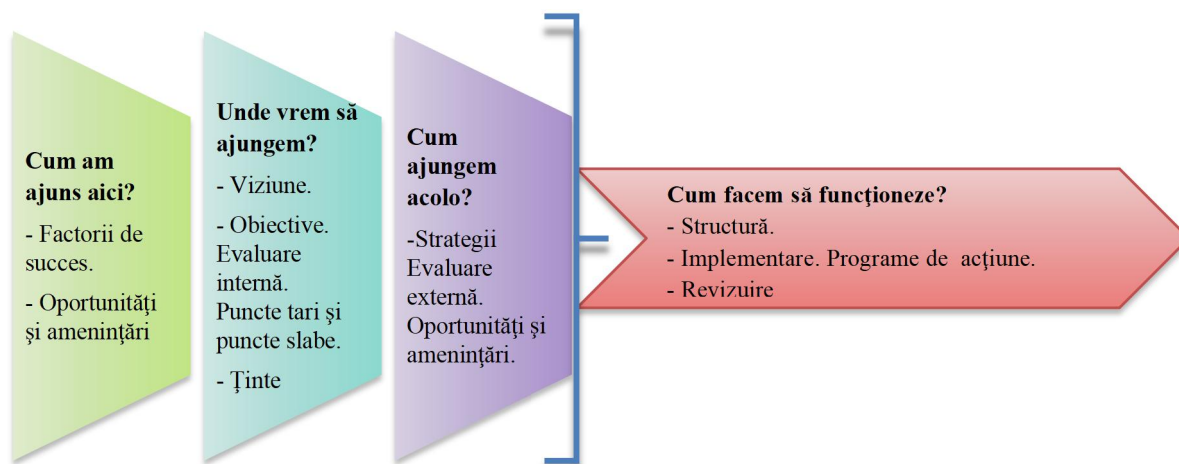 Cum am
ajuns aici?
- Factorii de
succes.
- Oportunităţi
şi ameninţări
Unde vrem să
ajungem?
- Viziune.
- Obiective.
Evaluare
internă.
Puncte tari şi
puncte slabe.
- Ţinte
Cum
ajungem
acolo?
-Strategii
Evaluare
externă.
Oportunităţi şi
ameninţări.
Cum facem să funcţioneze?
- Structură.
- Implementare. Programe de acţiune.
- Revizuire